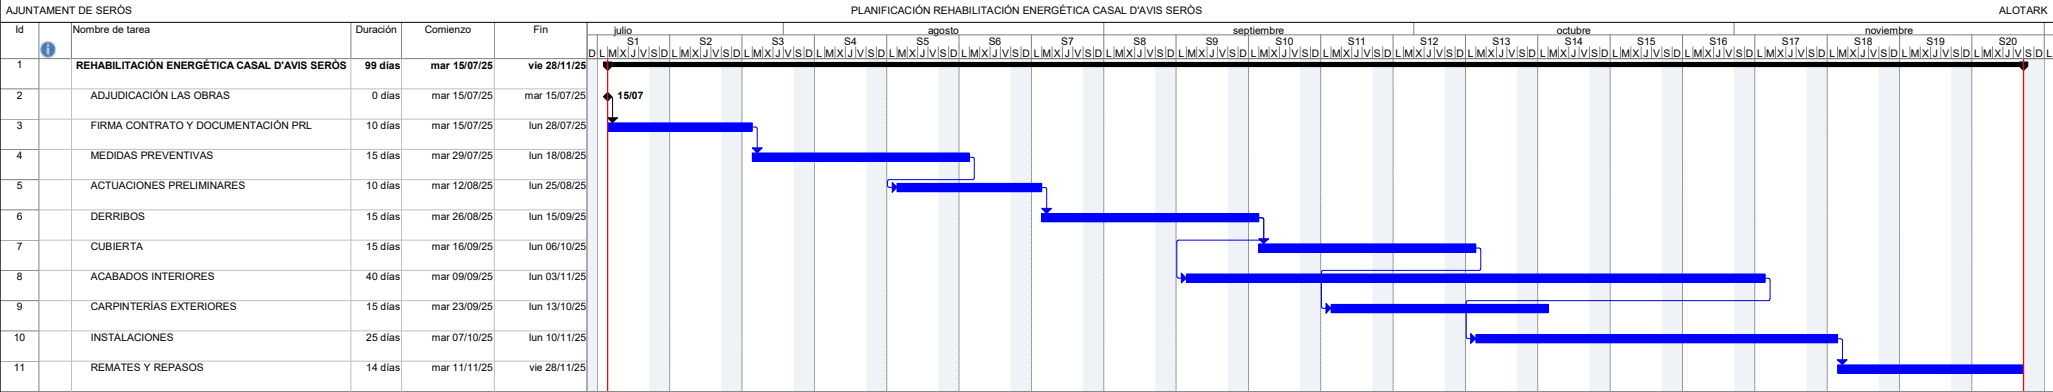 AJUNTAMENT DE SERÒS PLANIFICACIÓN REHABILITACIÓN ENERGÉTICA CASAL D'AVIS SERÒS ALOTARK
Id Nombre de tarea Duración Comienzo Fin julio agosto septiembre octubre noviembre
S1 S2 S3 S4 S5 S6 S7 S8 S9 S10 S11 S12 S13 S14 S15 S16 S17 S18 S19 S20
D L M X J V S D L M X J V S D L M X J V S D L M X J V S D L M X J V S D L M X J V S D L M X J V S D L M X J V S D L M X J V S D L M X J V S D L M X J V S D L M X J V S D L M X J V S D L M X J V S D L M X J V S D L M X J V S D L M X J V S D L M X J V S D L M X J V S D L M X J V S D L
1 REHABILITACIÓN ENERGÉTICA CASAL D'AVIS SERÒS 99 días mar 15/07/25 vie 28/11/25
2 ADJUDICACIÓN LAS OBRAS 0 días mar 15/07/25 mar 15/07/25 15/07
3 FIRMA CONTRATO Y DOCUMENTACIÓN PRL 10 días mar 15/07/25 lun 28/07/25
4 MEDIDAS PREVENTIVAS 15 días mar 29/07/25 lun 18/08/25
5 ACTUACIONES PRELIMINARES 10 días mar 12/08/25 lun 25/08/25
6 DERRIBOS 15 días mar 26/08/25 lun 15/09/25
7 CUBIERTA 15 días mar 16/09/25 lun 06/10/25
8 ACABADOS INTERIORES 40 días mar 09/09/25 lun 03/11/25
9 CARPINTERÍAS EXTERIORES 15 días mar 23/09/25 lun 13/10/25
10 INSTALACIONES 25 días mar 07/10/25 lun 10/11/25
11 REMATES Y REPASOS 14 días mar 11/11/25 vie 28/11/25